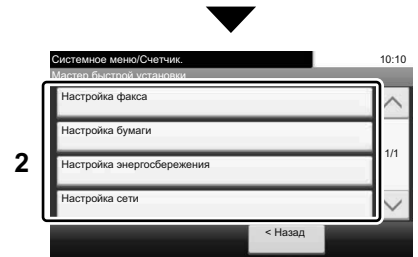 Системное меню/Счетчик.
10:10
Мастер быстрой установки
Настройка факса
Настройка бумаги
1/1
2
Настройка энергосбережения
Настройка сети
< Назад